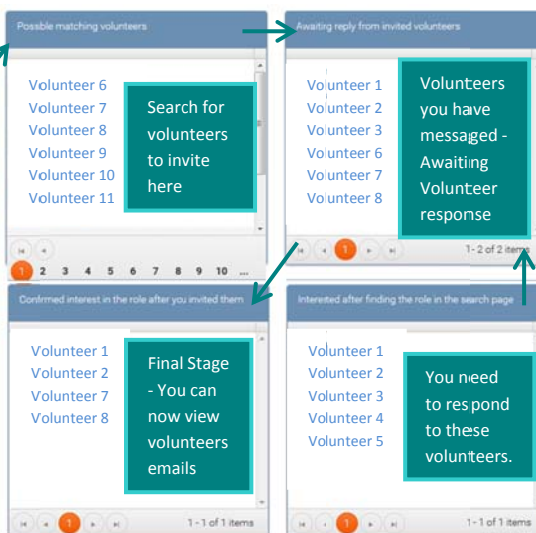 Possible matching volunteers
Volunteer 6
Volunteer 7
Volunteer 8
Volunteer 9
Volunteer 10
Volunteer 11
Search for
volunteers
to invite
here
1 2 3 4 5 6 7 8 9 10 ...
Awaiting reply from invited volunteers
Volunteer 1
Volunteer 2
Volunteer 3
Volunteer 6
Volunteer 7
Volunteer 8
Volunteers
you have
messaged -
Awaiting
Volunteer
response
1
1 - 2 of 2 items
Confirmed interest in the role after you invited them
Volunteer 1
Volunteer 2
Volunteer 7
Volunteer 8
Final Stage
- You can
now view
volunteers
emails
1
1 - 1 of 1 items
Interested after finding the role in the search page
Volunteer 1
Volunteer 2
Volunteer 3
Volunteer 4
Volunteer 5
You need
to respond
to these
volunteers.
1
1 - 1 of 1 items